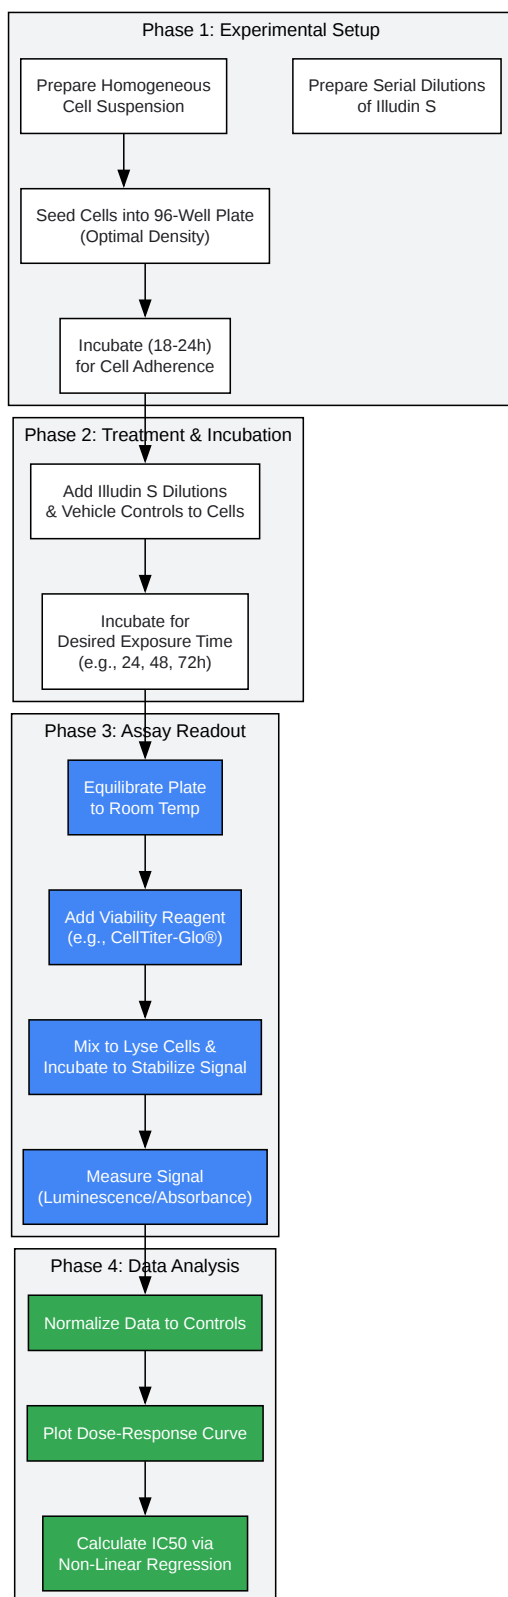 Phase 1: Experimental Setup
Prepare Homogeneous
Cell Suspension
Prepare Serial Dilutions
of Illudin S
Seed Cells into 96-Well Plate
(Optimal Density)
Incubate (18-24h)
for Cell Adherence
Phase 2: Treatment & Incubation
Add Illudin S Dilutions
& Vehicle Controls to Cells
Incubate for
Desired Exposure Time
(e.g., 24, 48, 72h)
Phase 3: Assay Readout
Equilibrate Plate
to Room Temp
Add Viability Reagent
(e.g., CellTiter-Glo®)
Mix to Lyse Cells &
Incubate to Stabilize Signal
Measure Signal
(Luminescence/Absorbance)
Phase 4: Data Analysis
Normalize Data to Controls
Plot Dose-Response Curve
Calculate IC50 via
Non-Linear Regression